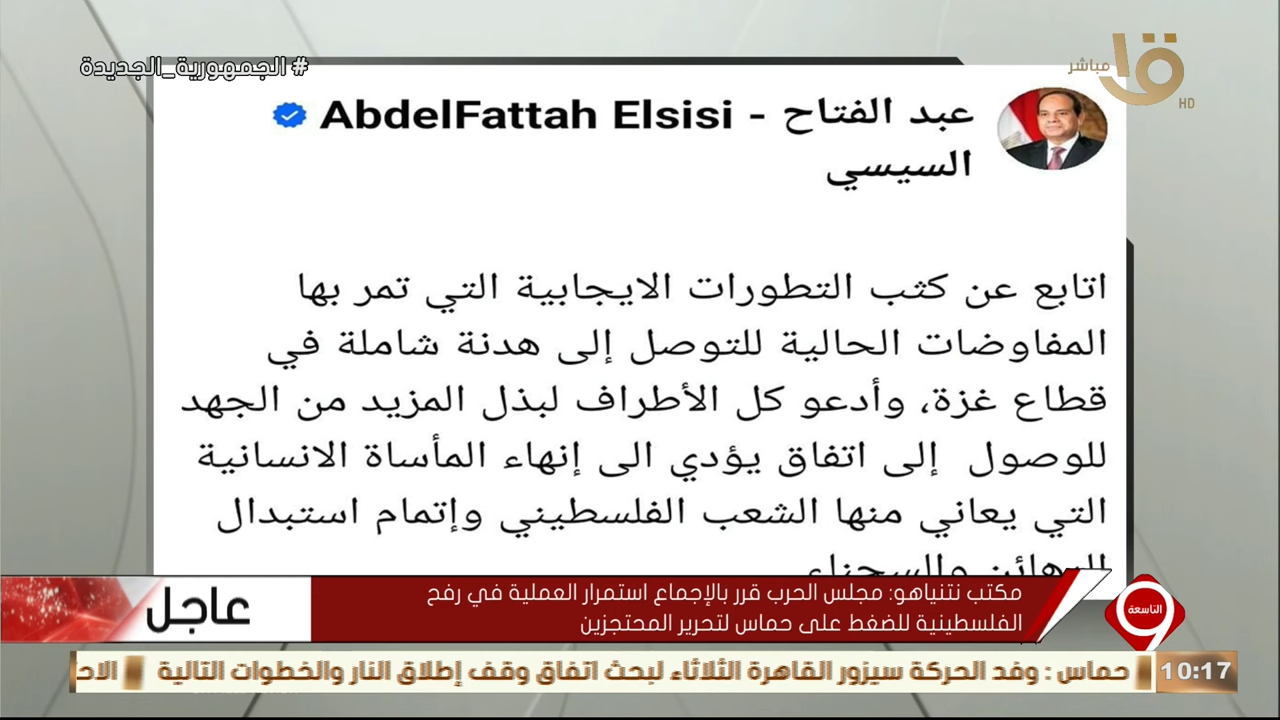 # الجمهورية_الجديدة
مباشر
HD
عبد الفتاح - AbdelFattah Elsisi
السيسي
اتابع عن كثب التطورات الايجابية التي تمر بها
المفاوضات الحالية للتوصل إلى هدنة شاملة في
قطاع غزة، وأدعو كل الأطراف لبذل المزيد من الجهد
للوصول إلى اتفاق يؤدي الى إنهاء المأساة الانسانية
التي يعاني منها الشعب الفلسطيني وإتمام استبدال
الرهائن والسجناء
عاجل
مكتب نتنياهو: مجلس الحرب قرر بالإجماع استمرار العملية في رفح
الفلسطينية للضغط على حماس لتحرير المحتجزين
التاسعة
9
حماس : وفد الحركة سيزور القاهرة الثلاثاء لبحث اتفاق وقف إطلاق النار والخطوات التالية
10:17